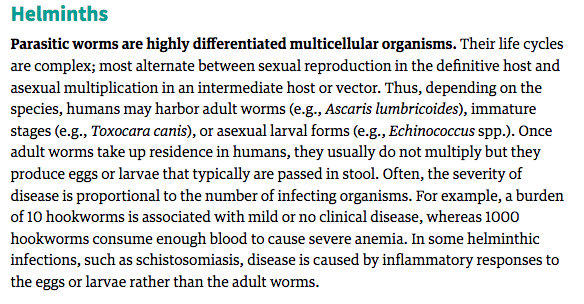 Helminths
Parasitic worms are highly differentiated multicellular organisms. Their life cycles
are complex; most alternate between sexual reproduction in the definitive host and
asexual multiplication in an intermediate host or vector. Thus, depending on the
species, humans may harbor adult worms (e.g., Ascaris lumbricoides), immature
stages (e.g., Toxocara canis), or asexual larval forms (e.g., Echinococcus spp.). Once
adult worms take up residence in humans, they usually do not multiply but they
produce eggs or larvae that typically are passed in stool. Often, the severity of
disease is proportional to the number of infecting organisms. For example, a burden
of 10 hookworms is associated with mild or no clinical disease, whereas 1000
hookworms consume enough blood to cause severe anemia. In some helminthic
infections, such as schistosomiasis, disease is caused by inflammatory responses to
the eggs or larvae rather than the adult worms.